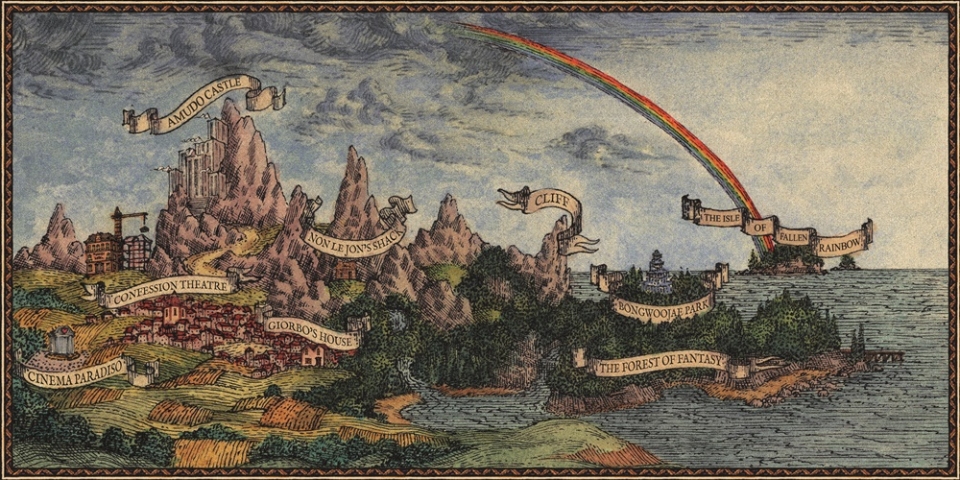 AMUDO CASTLE
CLIFF
THE ISLE OF FALLEN RAINBOW
NON LE JON'S SHACK
CONFESSION THEATRE
BONGWOOJAE PARK
GIORBO'S HOUSE
THE FOREST OF FANTASY
CINEMA PARADISO